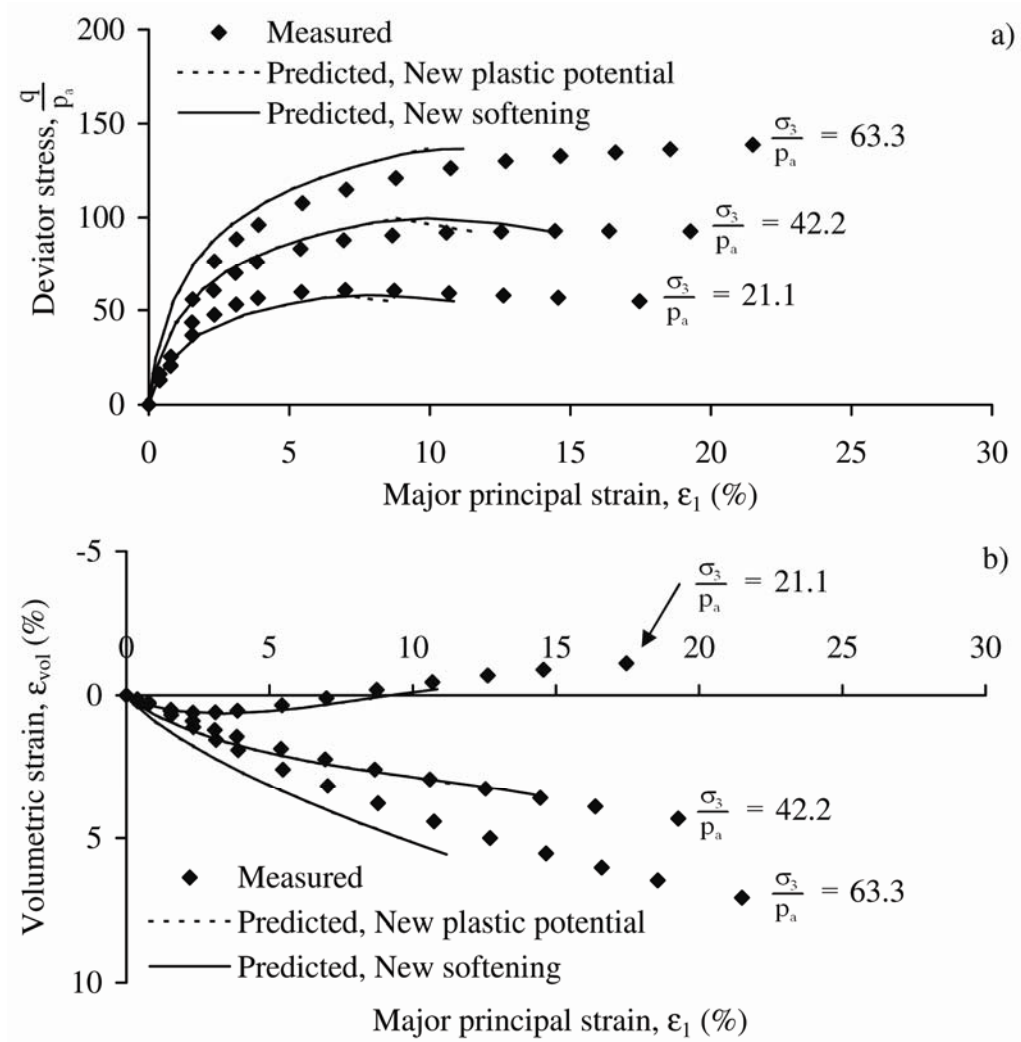 a)
200
150
100
50
0
Deviator stress, q/pₐ
Measured
Predicted, New plastic potential
Predicted, New softening
σ₃/pₐ = 63.3
σ₃/pₐ = 42.2
σ₃/pₐ = 21.1
0 5 10 15 20 25 30
Major principal strain, ε₁ (%)
b)
-5
0
5
10
Volumetric strain, εvol (%)
0 5 10 15 20 25 30
σ₃/pₐ = 21.1
σ₃/pₐ = 42.2
σ₃/pₐ = 63.3
Measured
Predicted, New plastic potential
Predicted, New softening
Major principal strain, ε₁ (%)